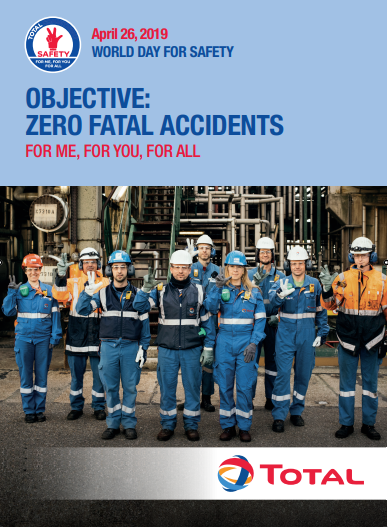 TOTAL
SAFETY
FOR ME, FOR YOU
FOR ALL
April 26, 2019
WORLD DAY FOR SAFETY
OBJECTIVE:
ZERO FATAL ACCIDENTS
FOR ME, FOR YOU, FOR ALL
TOTAL